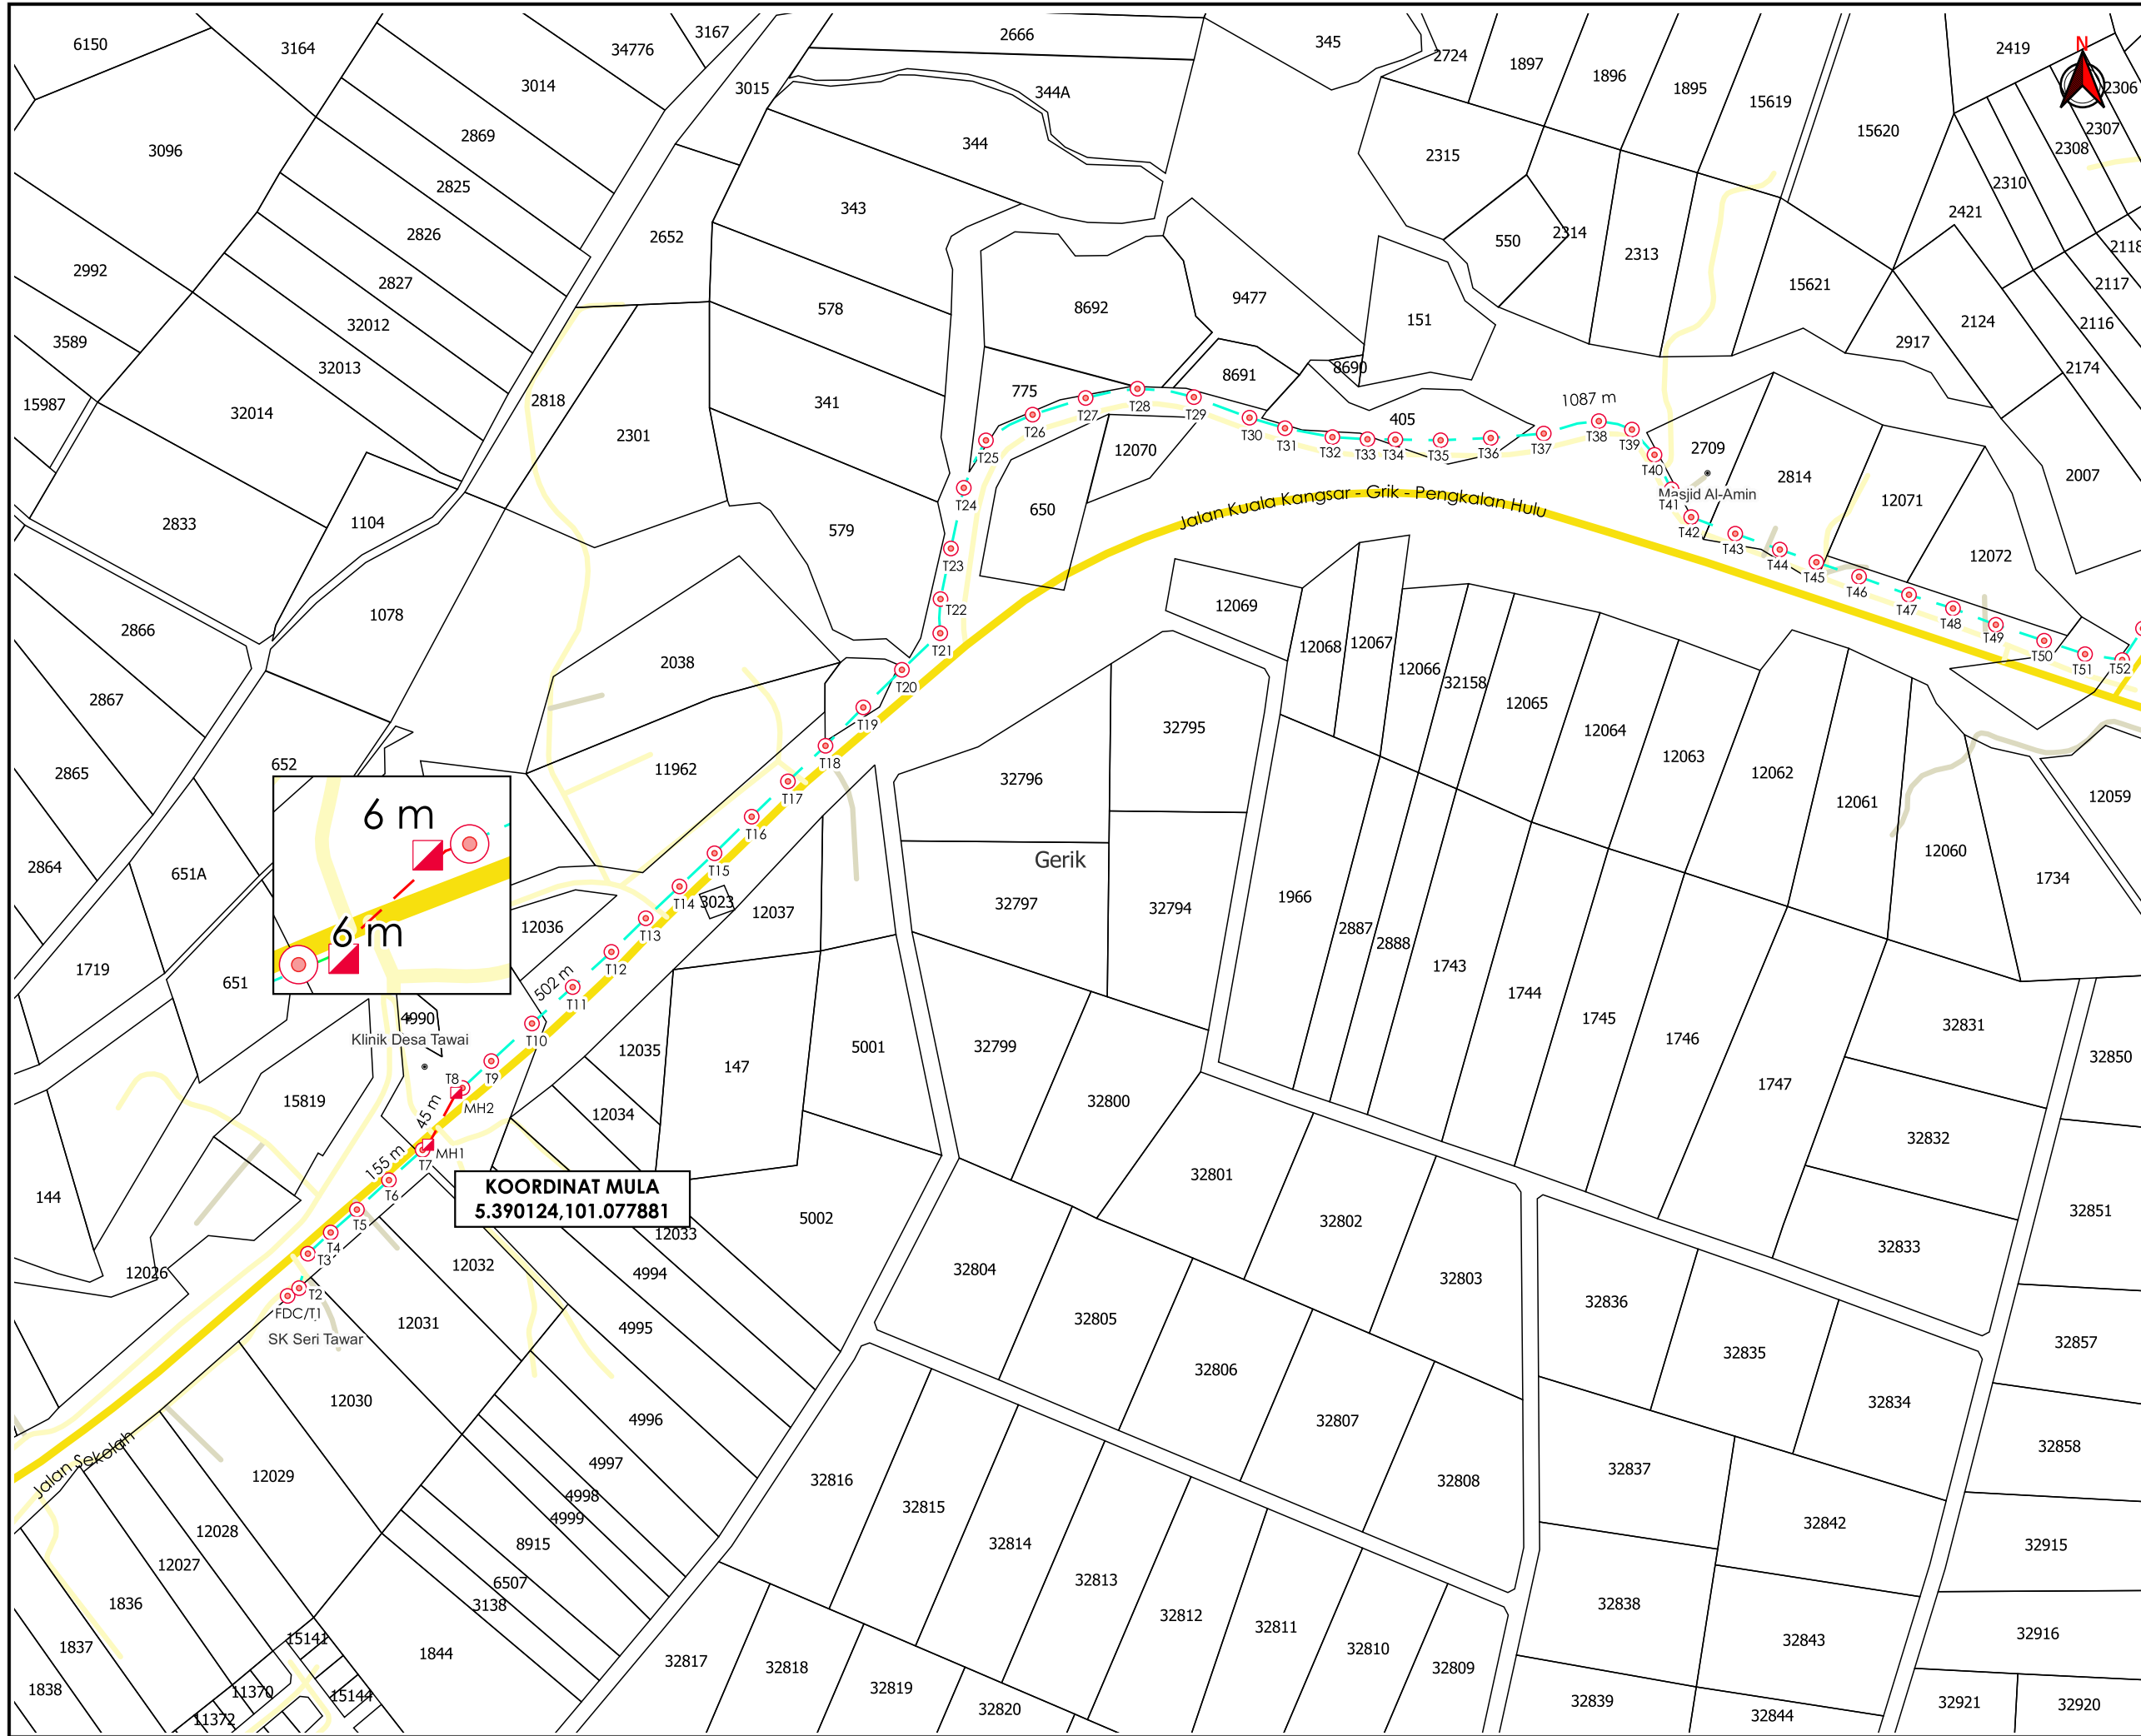 6150
3164
34776
3167
2666
345
2724
1897
1896
1895
15619
2419
N
2306
3014
3015
344A
15620
2307
2308
2869
3096
344
2315
2310
2825
343
2421
2826
2652
550
2314
2313
2118
2992
2827
578
8692
9477
151
15621
2117
32012
3589
32013
2124
2116
2917
8690
8691
2174
15987
32014
2818
2301
341
775
405
1087 m
T25
T26
T27
T28
T29
T30
T31
T32
T33
T34
T35
T36
T37
T38
T39
T40
2709
12070
2814
2007
Masjid Al-Amin
T41
T42
T43
T44
T45
T46
T47
T48
T49
T50
T51
T52
12071
12072
2833
1104
579
T24
650
Jalan Kuala Kangsar - Grik - Pengkalan Hulu
T23
T22
T21
T20
T19
T18
T17
T16
T15
T14
T13
T12
T11
T10
T9
T8
2866
1078
2038
12069
12068
12067
12066
32158
12065
12064
12063
12062
12061
12060
12059
2867
2865
652
11962
32796
32795
6 m
6 m
2864
651A
Gerik
1734
3023
12037
12036
32797
32794
1966
2887
2888
1743
1744
1745
1746
1747
1719
651
502 m
4990
Klinik Desa Tawai
12035
147
5001
32799
32831
32850
15819
MH2
45 m
12034
32800
32832
MH1
T7
155 m
T6
T5
T4
T3
T2
FDC/T1
SK Seri Tawar
KOORDINAT MULA
5.390124,101.077881
144
32801
32851
5002
32802
32833
12033
12026
12032
4994
32804
32803
32836
12031
4995
32805
32857
32835
32806
12030
4996
32807
32834
Jalan Sekolah
12029
4997
32816
32808
32837
32858
4998
32815
4999
12028
8915
32814
32842
32915
12027
6507
32813
1836
3138
32812
32838
1837
15141
1844
32811
32843
32916
32817
32818
32810
32809
1838
11370
15144
32819
32839
32921
32920
11372
32820
32844